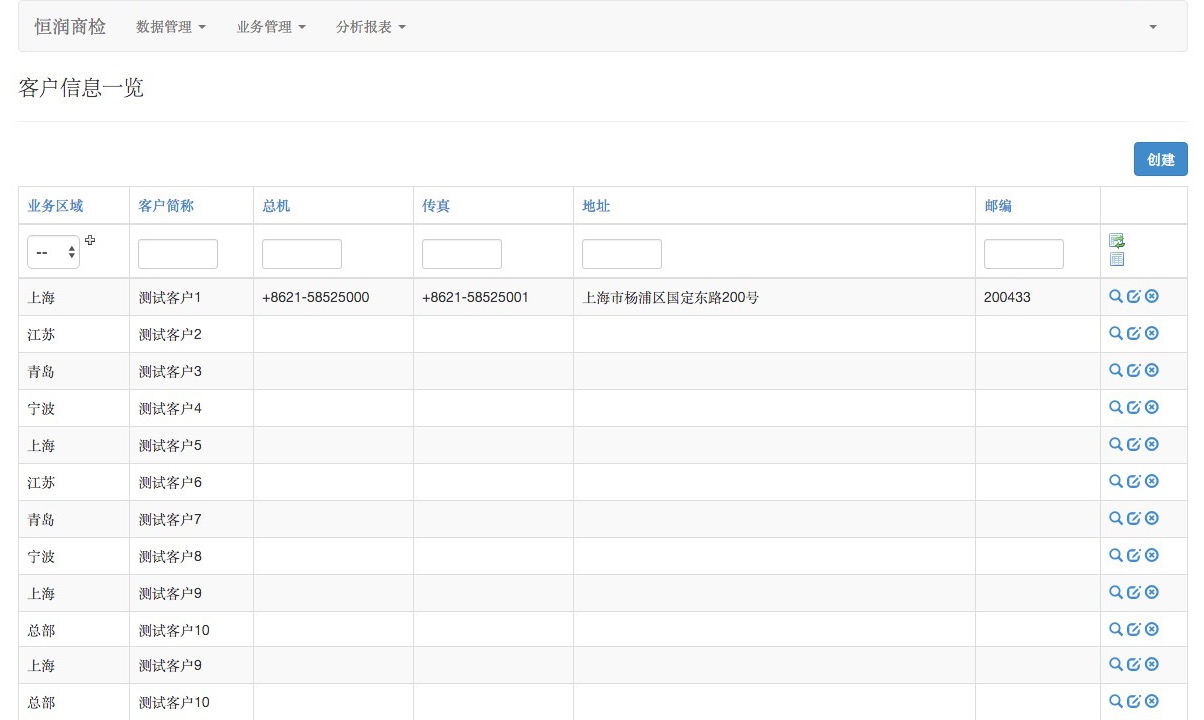 恒润商检 数据管理 业务管理 分析报表
客户信息一览
创建
业务区域 客户简称 总机 传真 地址 邮编
--
上海 测试客户1 +8621-58525000 +8621-58525001 上海市杨浦区国定东路200号 200433
江苏 测试客户2
青岛 测试客户3
宁波 测试客户4
上海 测试客户5
江苏 测试客户6
青岛 测试客户7
宁波 测试客户8
上海 测试客户9
总部 测试客户10
上海 测试客户9
总部 测试客户10